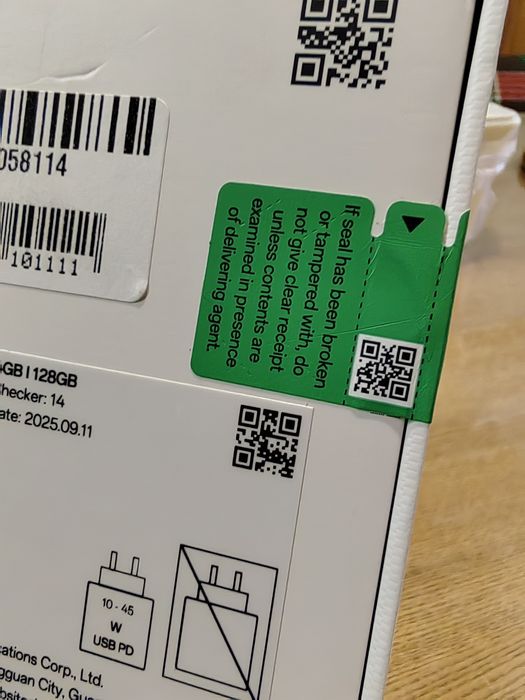 058114
101111
If seal has been broken
or tampered with, do
not give clear receipt
unless contents are
examined in presence
of delivering agent.
GB | 128GB
checker: 14
ate: 2025.09.11
10 - 45
W
USB PD
ations Corp., Ltd.
gguan City, Gu